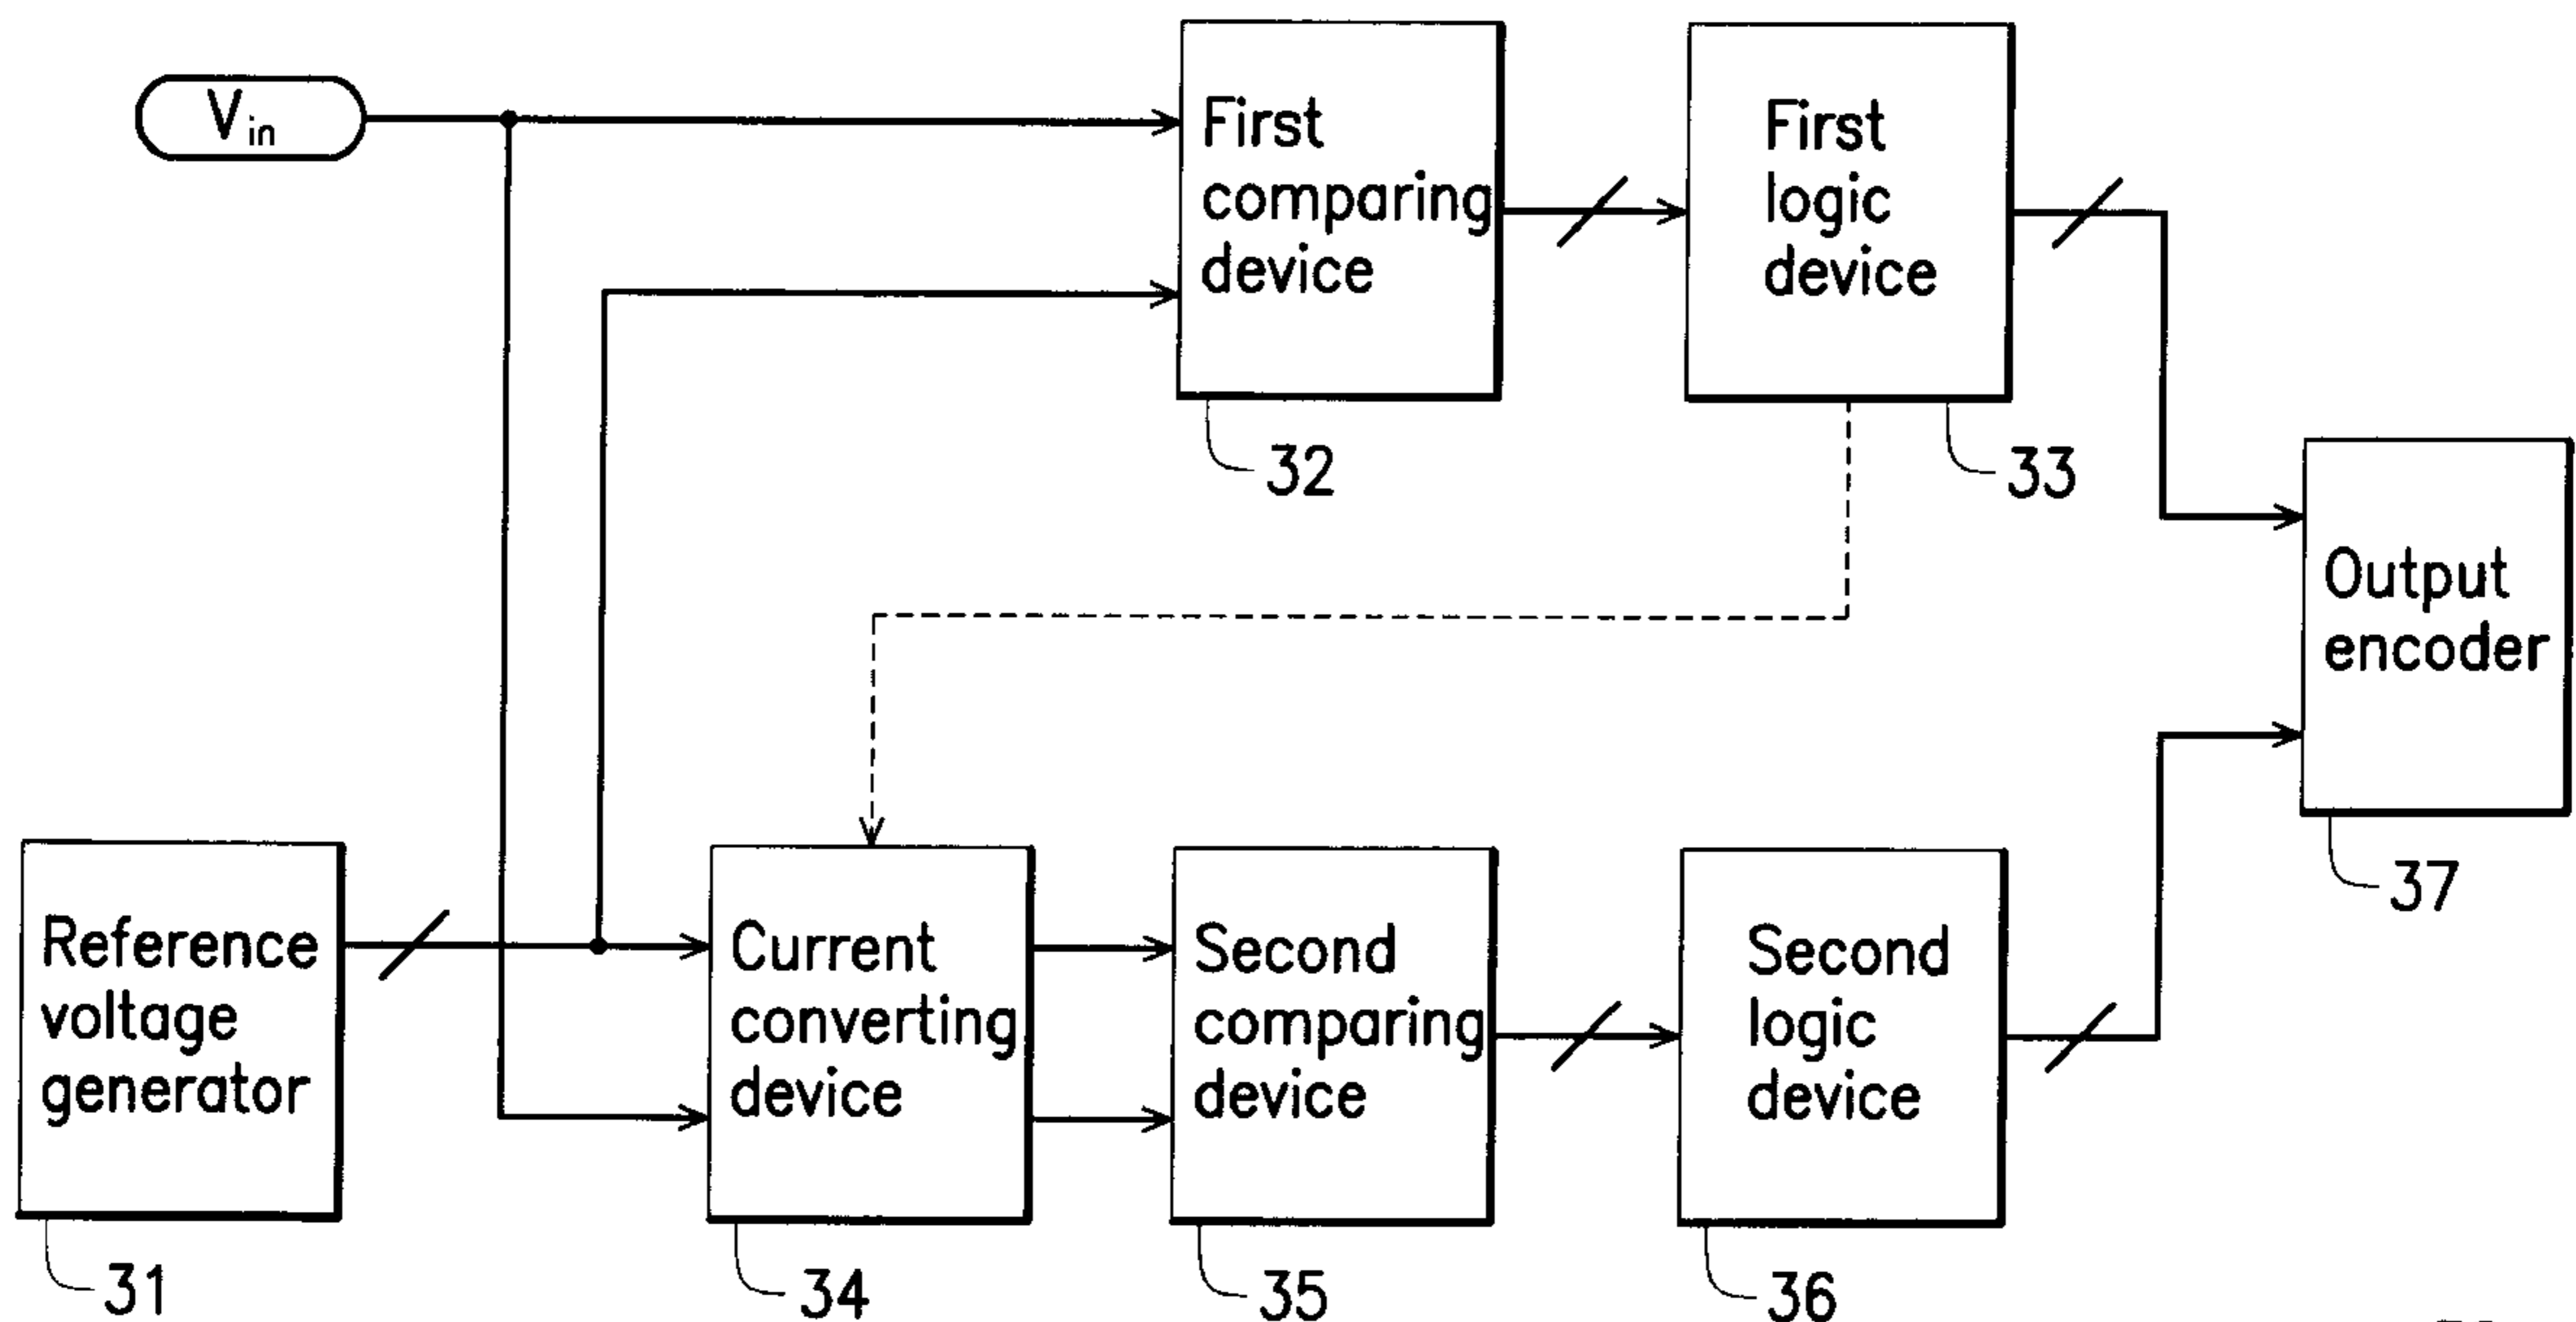 Vin
First
comparing
device
32
First
logic
device
33
Output
encoder
37
Reference
voltage
generator
31
Current
converting
device
34
Second
comparing
device
35
Second
logic
device
36